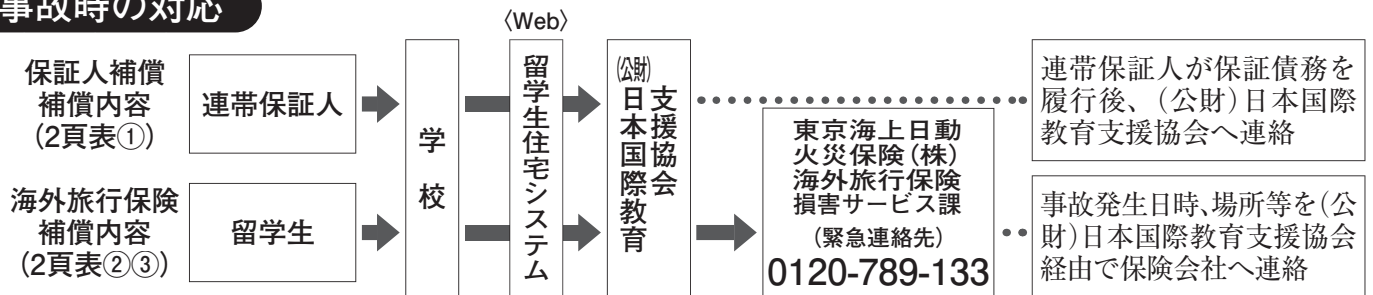 事故時の対応
〈Web〉
保証人補償
補償内容
(2頁表①)
連帯保証人
海外旅行保険
補償内容
(2頁表②③)
留学生
学校
留学生住宅システム
(公財)
日本国際教育
支援協会
東京海上日動
火災保険(株)
海外旅行保険
損害サービス課
(緊急連絡先)
0120-789-133
連帯保証人が保証債務を
履行後、(公財)日本国際
教育支援協会へ連絡
事故発生日時、場所等を(公
財)日本国際教育支援協会
経由で保険会社へ連絡